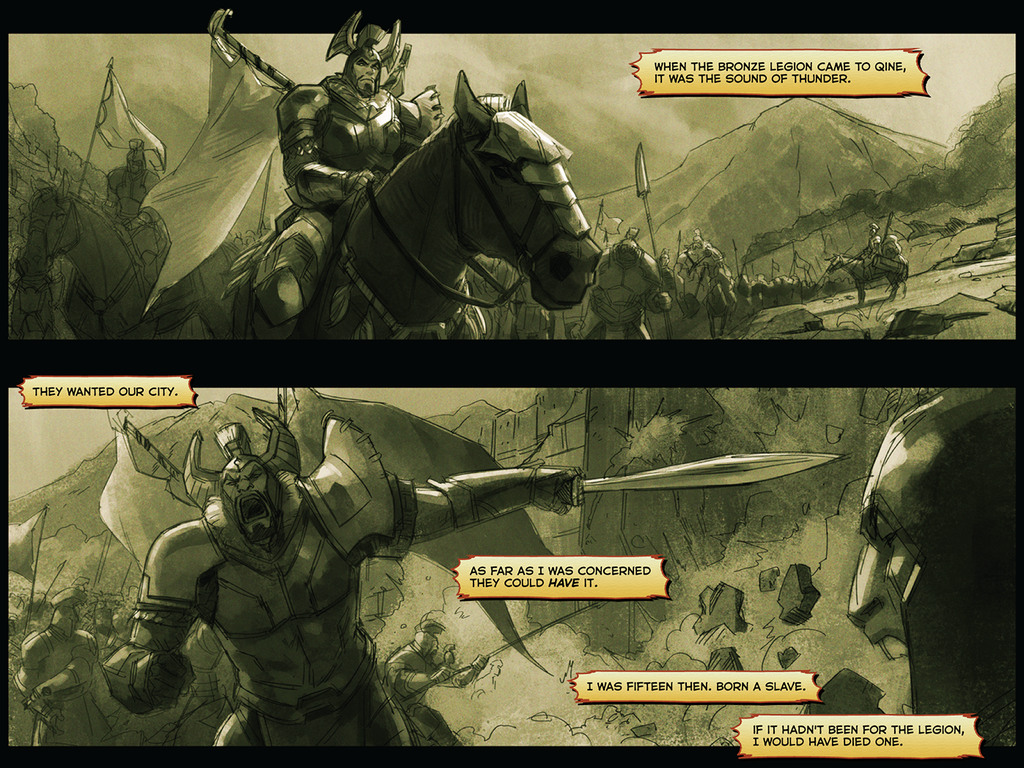 WHEN THE BRONZE LEGION CAME TO QINE,
IT WAS THE SOUND OF THUNDER.
THEY WANTED OUR CITY.
AS FAR AS I WAS CONCERNED
THEY COULD HAVE IT.
I WAS FIFTEEN THEN. BORN A SLAVE.
IF IT HADN'T BEEN FOR THE LEGION,
I WOULD HAVE DIED ONE.